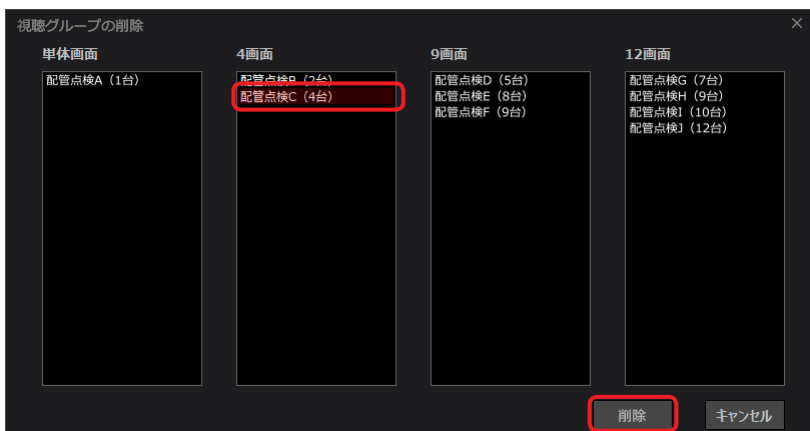 視聴グループの削除
単体画面
配管点検A（1台）
4画面
配管点検B（2台）
配管点検C（4台）
9画面
配管点検D（5台）
配管点検E（8台）
配管点検F（9台）
12画面
配管点検G（7台）
配管点検H（9台）
配管点検I（10台）
配管点検J（12台）
削除
キャンセル